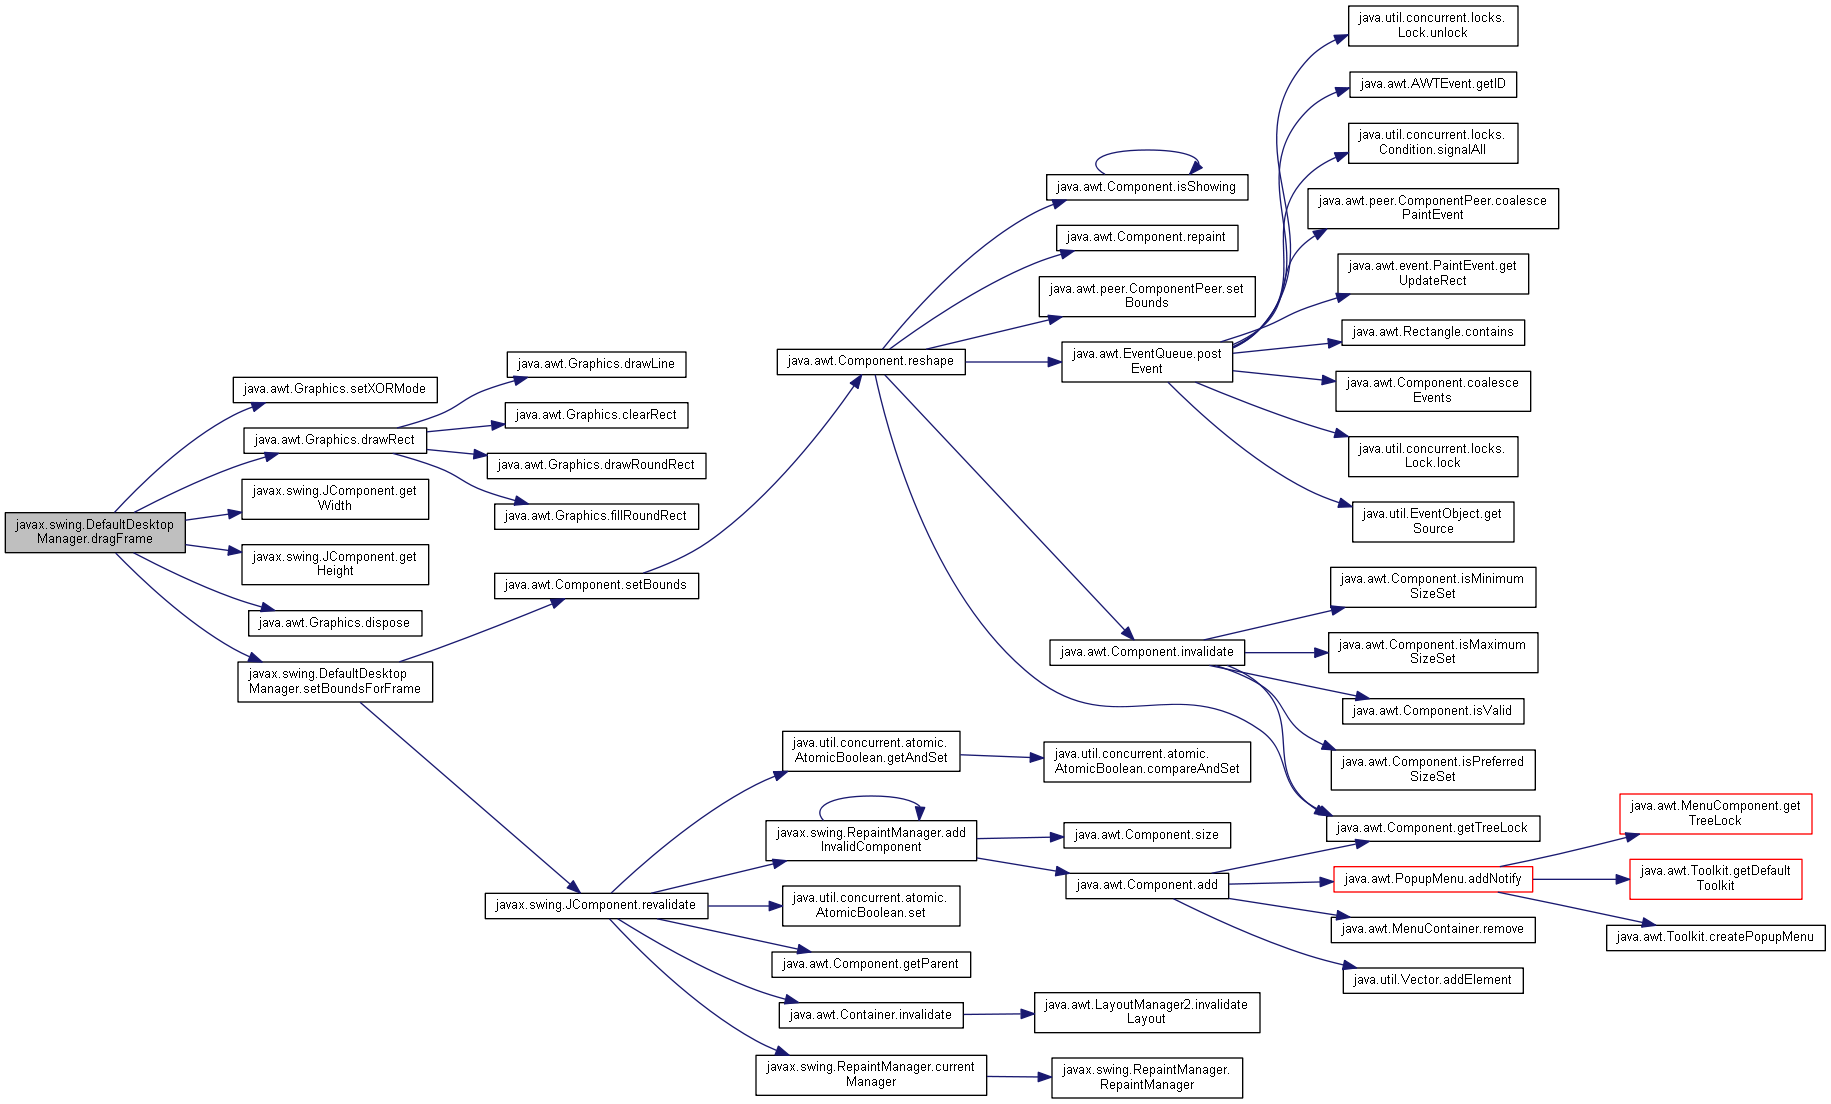 javax.swing.DefaultDesktop
Manager.dragFrame
java.awt.Graphics.setXORMode
java.awt.Graphics.drawRect
javax.swing.JComponent.get
Width
javax.swing.JComponent.get
Height
java.awt.Graphics.dispose
javax.swing.DefaultDesktop
Manager.setBoundsForFrame
java.awt.Graphics.drawLine
java.awt.Graphics.clearRect
java.awt.Graphics.drawRoundRect
java.awt.Graphics.fillRoundRect
java.awt.Component.setBounds
javax.swing.JComponent.revalidate
java.awt.Component.reshape
java.util.concurrent.atomic.
AtomicBoolean.getAndSet
javax.swing.RepaintManager.add
InvalidComponent
java.util.concurrent.atomic.
AtomicBoolean.set
java.awt.Component.getParent
java.awt.Container.invalidate
javax.swing.RepaintManager.current
Manager
java.awt.Component.isShowing
java.awt.Component.repaint
java.awt.peer.ComponentPeer.set
Bounds
java.awt.EventQueue.post
Event
java.awt.Component.invalidate
java.util.concurrent.atomic.
AtomicBoolean.compareAndSet
java.awt.Component.size
java.awt.Component.add
java.awt.LayoutManager2.invalidate
Layout
javax.swing.RepaintManager.
RepaintManager
java.util.concurrent.locks.
Lock.unlock
java.awt.AWTEvent.getID
java.util.concurrent.locks.
Condition.signalAll
java.awt.peer.ComponentPeer.coalesce
PaintEvent
java.awt.event.PaintEvent.get
UpdateRect
java.awt.Rectangle.contains
java.awt.Component.coalesce
Events
java.util.concurrent.locks.
Lock.lock
java.util.EventObject.get
Source
java.awt.Component.isMinimum
SizeSet
java.awt.Component.isMaximum
SizeSet
java.awt.Component.isValid
java.awt.Component.isPreferred
SizeSet
java.awt.Component.getTreeLock
java.awt.PopupMenu.addNotify
java.awt.MenuContainer.remove
java.util.Vector.addElement
java.awt.MenuComponent.get
TreeLock
java.awt.Toolkit.getDefault
Toolkit
java.awt.Toolkit.createPopupMenu